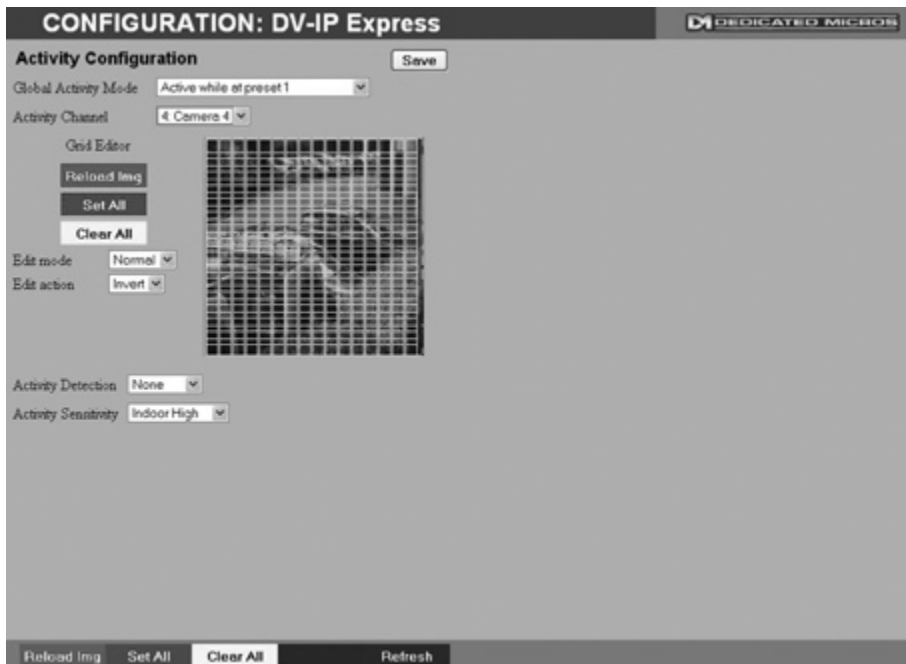 CONFIGURATION: DV-IP Express
DEDICATED MICROS
Activity Configuration
Save
Global Activity Mode
Active while at preset 1
Activity Channel
4: Camera 4
Grid Editor
Reload Img
Set All
Clear All
Edit mode
Normal
Edit action
Invert
Activity Detection
None
Activity Sensitivity
Indoor High
Reload Img
Set All
Clear All
Refresh